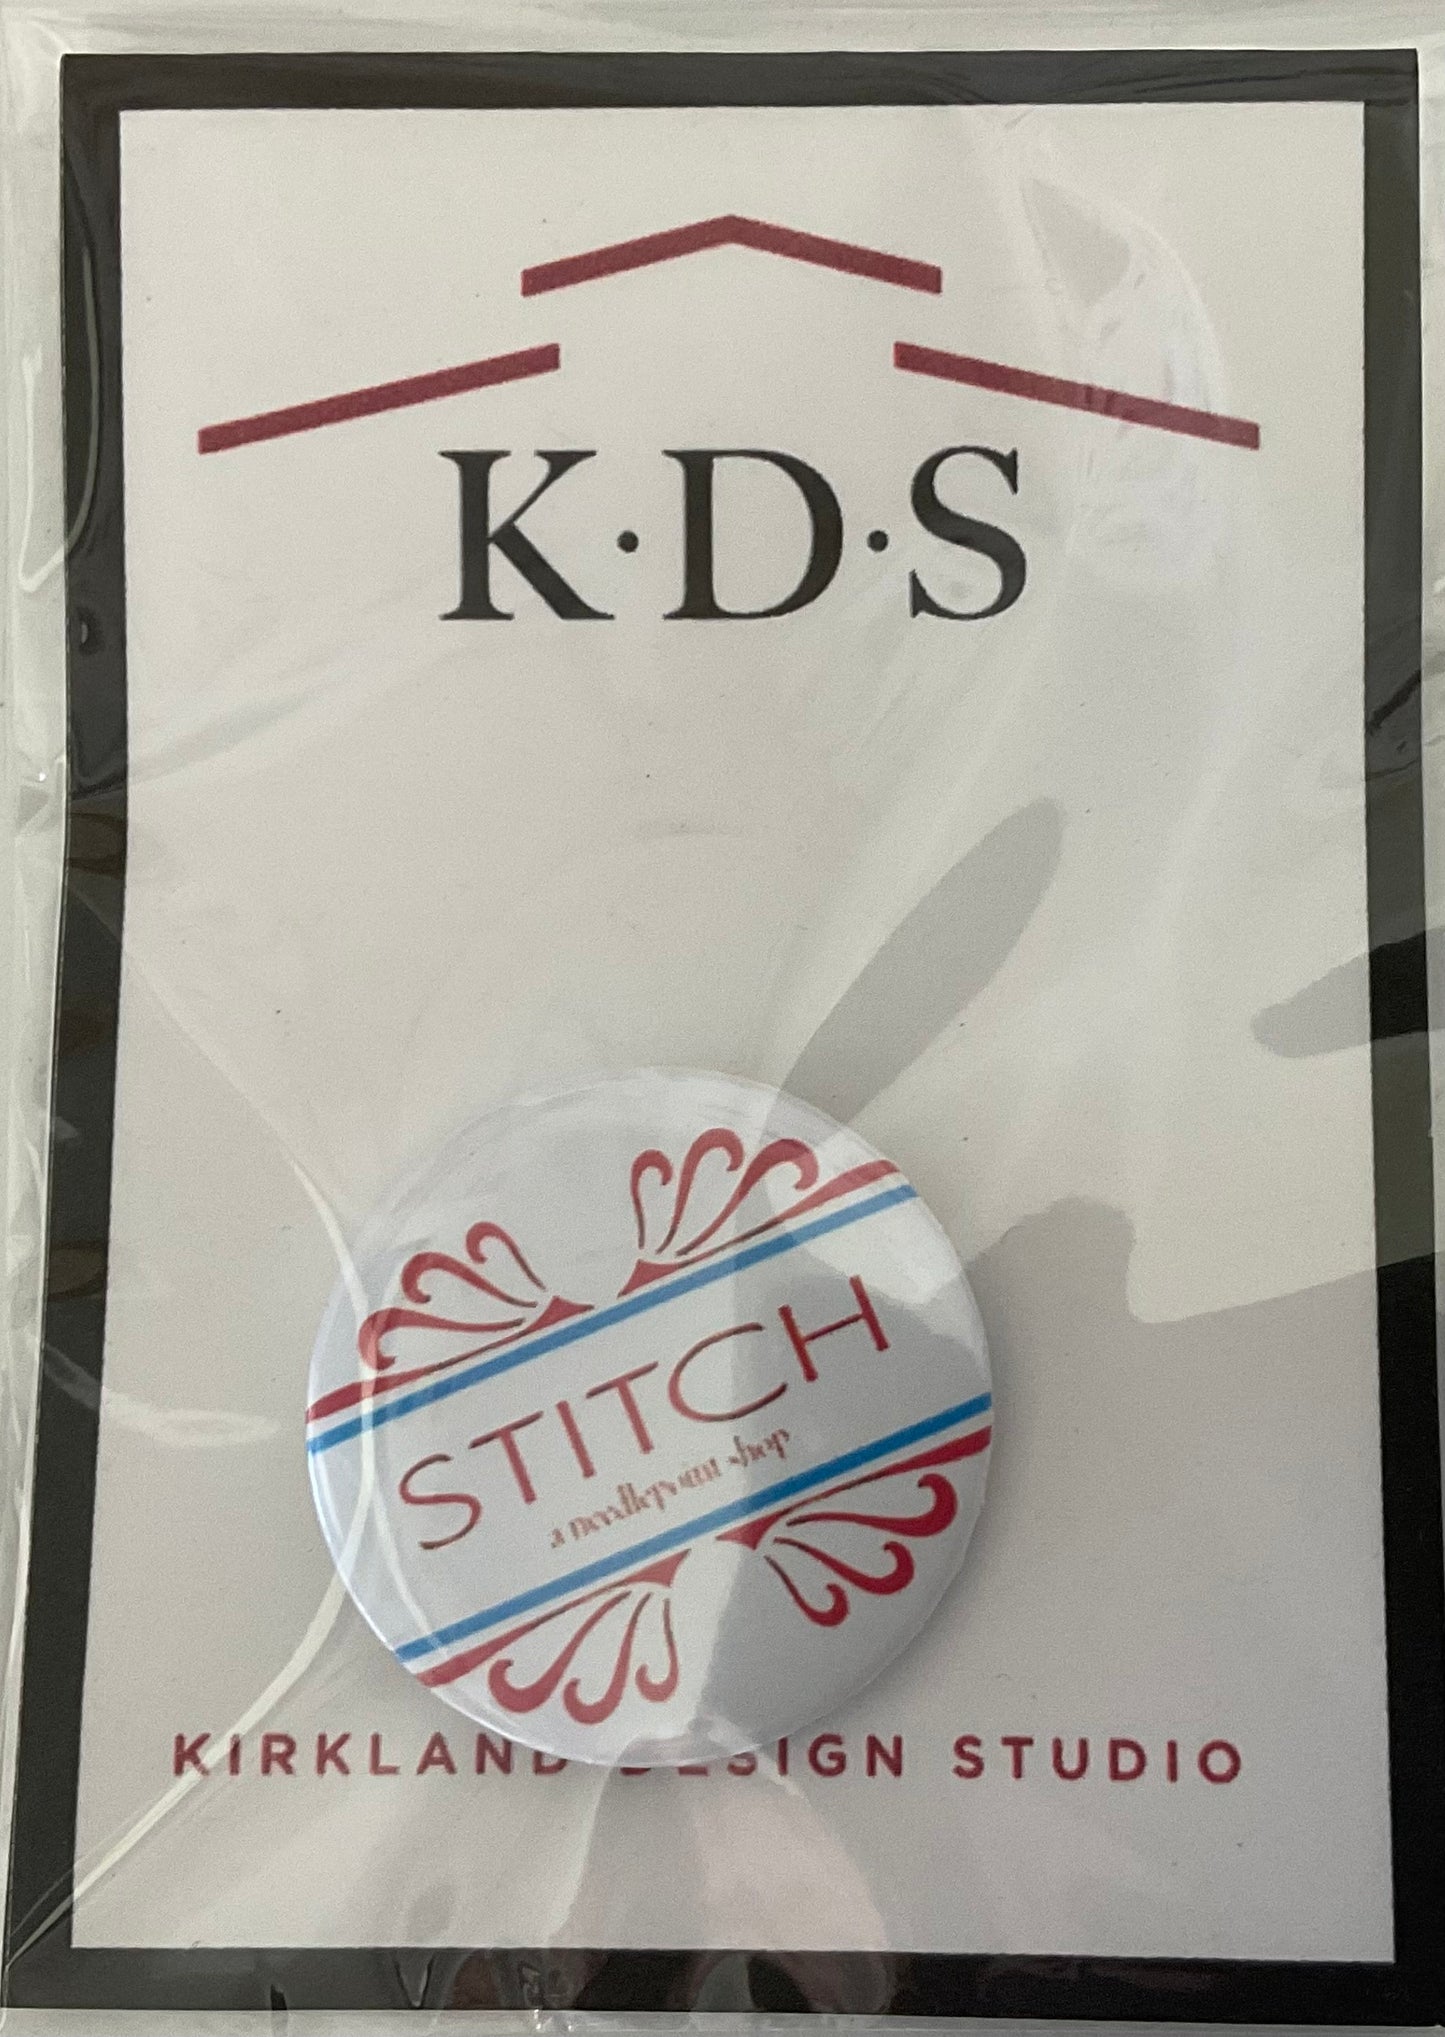 K·D·S
STITCH
a needlepoint shop
KIRKLAND DESIGN STUDIO